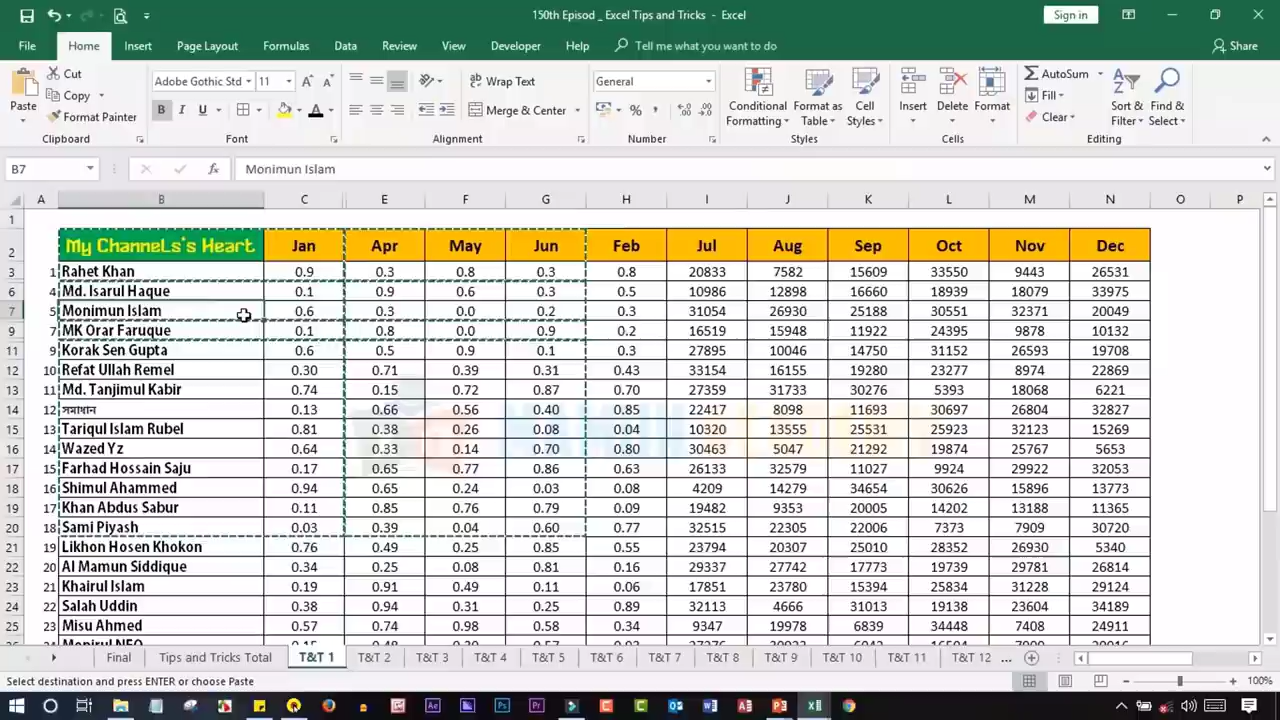 150th Episod _ Excel Tips and Tricks - Excel
Sign in
File Home Insert Page Layout Formulas Data Review View Developer Help Tell me what you want to do Share
Paste Cut Copy Format Painter
Clipboard
Adobe Gothic Std 11
B I U
Font
Wrap Text
Merge & Center
Alignment
General
Number
Conditional Formatting Format as Table Cell Styles
Styles
Insert Delete Format
Cells
AutoSum Fill Clear Sort & Filter Find & Select
Editing
B7 fx Monimun Islam
A B C E F G H I J K L M N O P
1
2 My Channels's Heart Jan Apr May Jun Feb Jul Aug Sep Oct Nov Dec
3 1 Rahet Khan 0.9 0.3 0.8 0.3 0.8 20833 7582 15609 33550 9443 26531
6 4 Md. Isarul Haque 0.1 0.9 0.6 0.3 0.5 10986 12898 16660 18939 18079 33975
7 5 Monimun Islam 0.6 0.3 0.0 0.2 0.3 31054 26930 25188 30551 32371 20049
9 7 MK Orar Faruque 0.1 0.8 0.0 0.9 0.2 16519 15948 11922 24395 9878 10132
11 9 Korak Sen Gupta 0.6 0.5 0.9 0.1 0.3 27895 10046 14750 31152 26593 19708
12 10 Refat Ullah Remel 0.30 0.71 0.39 0.31 0.43 33154 16155 19280 23277 8974 22869
13 11 Md. Tanjimul Kabir 0.74 0.15 0.72 0.87 0.70 27359 31733 30276 5393 18068 6221
14 12 সমাধান 0.13 0.66 0.56 0.40 0.85 22417 8098 11693 30697 26804 32827
15 13 Tariqul Islam Rubel 0.81 0.38 0.26 0.08 0.04 10320 13555 25531 25923 32123 15269
16 14 Wazed Yz 0.64 0.33 0.14 0.70 0.80 30463 5047 21292 19874 25767 5653
17 15 Farhad Hossain Saju 0.17 0.65 0.77 0.86 0.63 26133 32579 11027 9924 29922 32053
18 16 Shimul Ahammed 0.94 0.65 0.24 0.03 0.08 4209 14279 34654 30626 15896 13773
19 17 Khan Abdus Sabur 0.11 0.85 0.76 0.79 0.09 19482 9353 20005 14202 13188 11365
20 18 Sami Piyash 0.03 0.39 0.04 0.60 0.77 32515 22305 22006 7373 7909 30720
21 19 Likhon Hosen Khokon 0.76 0.49 0.25 0.85 0.55 23794 20307 25010 28352 26930 5340
22 20 Al Mamun Siddique 0.34 0.25 0.08 0.81 0.16 29337 27742 17773 19739 29781 26814
23 21 Khairul Islam 0.19 0.91 0.49 0.11 0.06 17851 23780 15394 25834 31228 29124
24 22 Salah Uddin 0.38 0.94 0.31 0.25 0.89 32113 4666 31013 19138 23604 34189
25 23 Misu Ahmed 0.57 0.74 0.98 0.58 0.34 9347 19978 6839 34448 7408 24911
Final Tips and Tricks Total T&T 1 T&T 2 T&T 3 T&T 4 T&T 5 T&T 6 T&T 7 T&T 8 T&T 9 T&T 10 T&T 11 T&T 12 ...
Select destination and press ENTER or choose Paste 100%